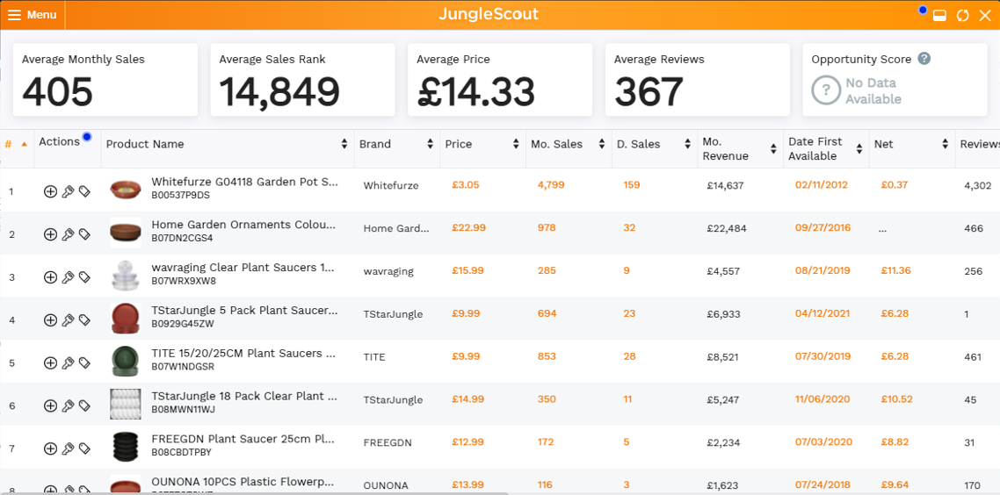 Menu
JungleScout
Average Monthly Sales
405
Average Sales Rank
14,849
Average Price
£14.33
Average Reviews
367
Opportunity Score ?
? No Data
Available
# Actions Product Name Brand Price Mo. Sales D. Sales Mo. Revenue Date First Available Net Reviews
1 Whitefurze G04118 Garden Pot S... Whitefurze £3.05 4,799 159 £14,637 02/11/2012 £0.37 4,302
B00537P9DS
2 Home Garden Ornaments Colou... Home Gard... £22.99 978 32 £22,484 09/27/2016 ... 466
B07DN2CGS4
3 wavraging Clear Plant Saucers 1... wavraging £15.99 285 9 £4,557 08/21/2019 £11.36 256
B07WRX9XW8
4 TStarJungle 5 Pack Plant Saucer... TStarJungle £9.99 694 23 £6,933 04/12/2021 £6.28 1
B0929G45ZW
5 TITE 15/20/25CM Plant Saucers ... TITE £9.99 853 28 £8,521 07/30/2019 £6.28 461
B07W1NDGSR
6 TStarJungle 18 Pack Clear Plant ... TStarJungle £14.99 350 11 £5,247 11/06/2020 £10.52 45
B08MWN11WJ
7 FREEGDN Plant Saucer 25cm Pl... FREEGDN £12.99 172 5 £2,234 07/03/2020 £8.82 31
B08CBDTPBY
8 OUNONA 10PCS Plastic Flowerp... OUNONA £13.99 116 3 £1,623 07/24/2018 £9.64 170